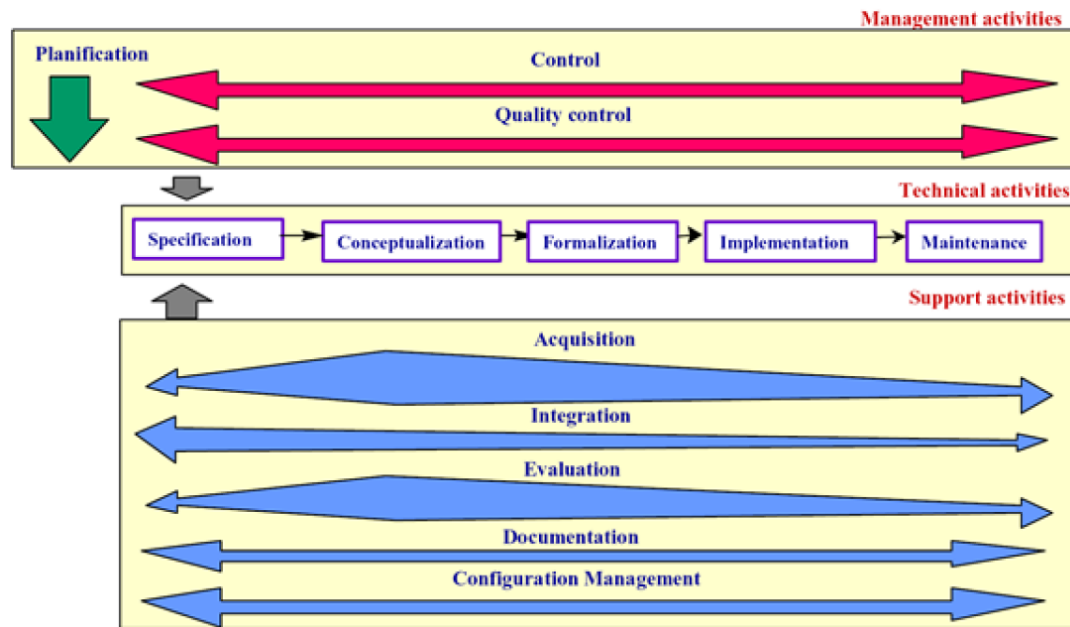 Management activities
Planification
Control
Quality control
Technical activities
Specification
Conceptualization
Formalization
Implementation
Maintenance
Support activities
Acquisition
Integration
Evaluation
Documentation
Configuration Management